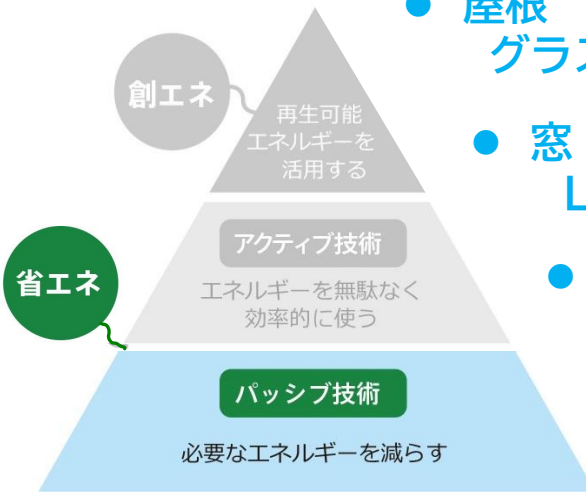 創エネ
再生可能
エネルギーを
活用する
省エネ
アクティブ技術
エネルギーを無駄なく
効率的に使う
パッシブ技術
必要なエネルギーを減らす
● 屋根
グラ
● 窓
●